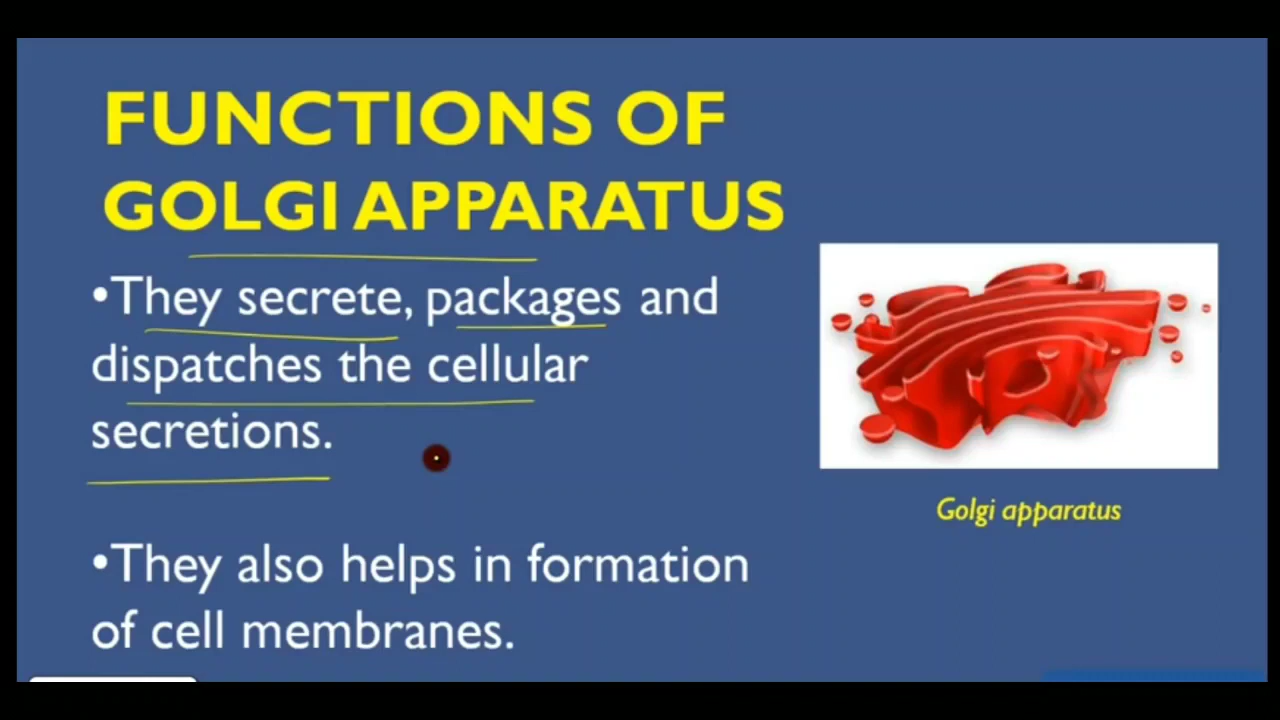 FUNCTIONS OF
GOLGI APPARATUS
•They secrete, packages and
dispatches the cellular
secretions.
•They also helps in formation
of cell membranes.
Golgi apparatus